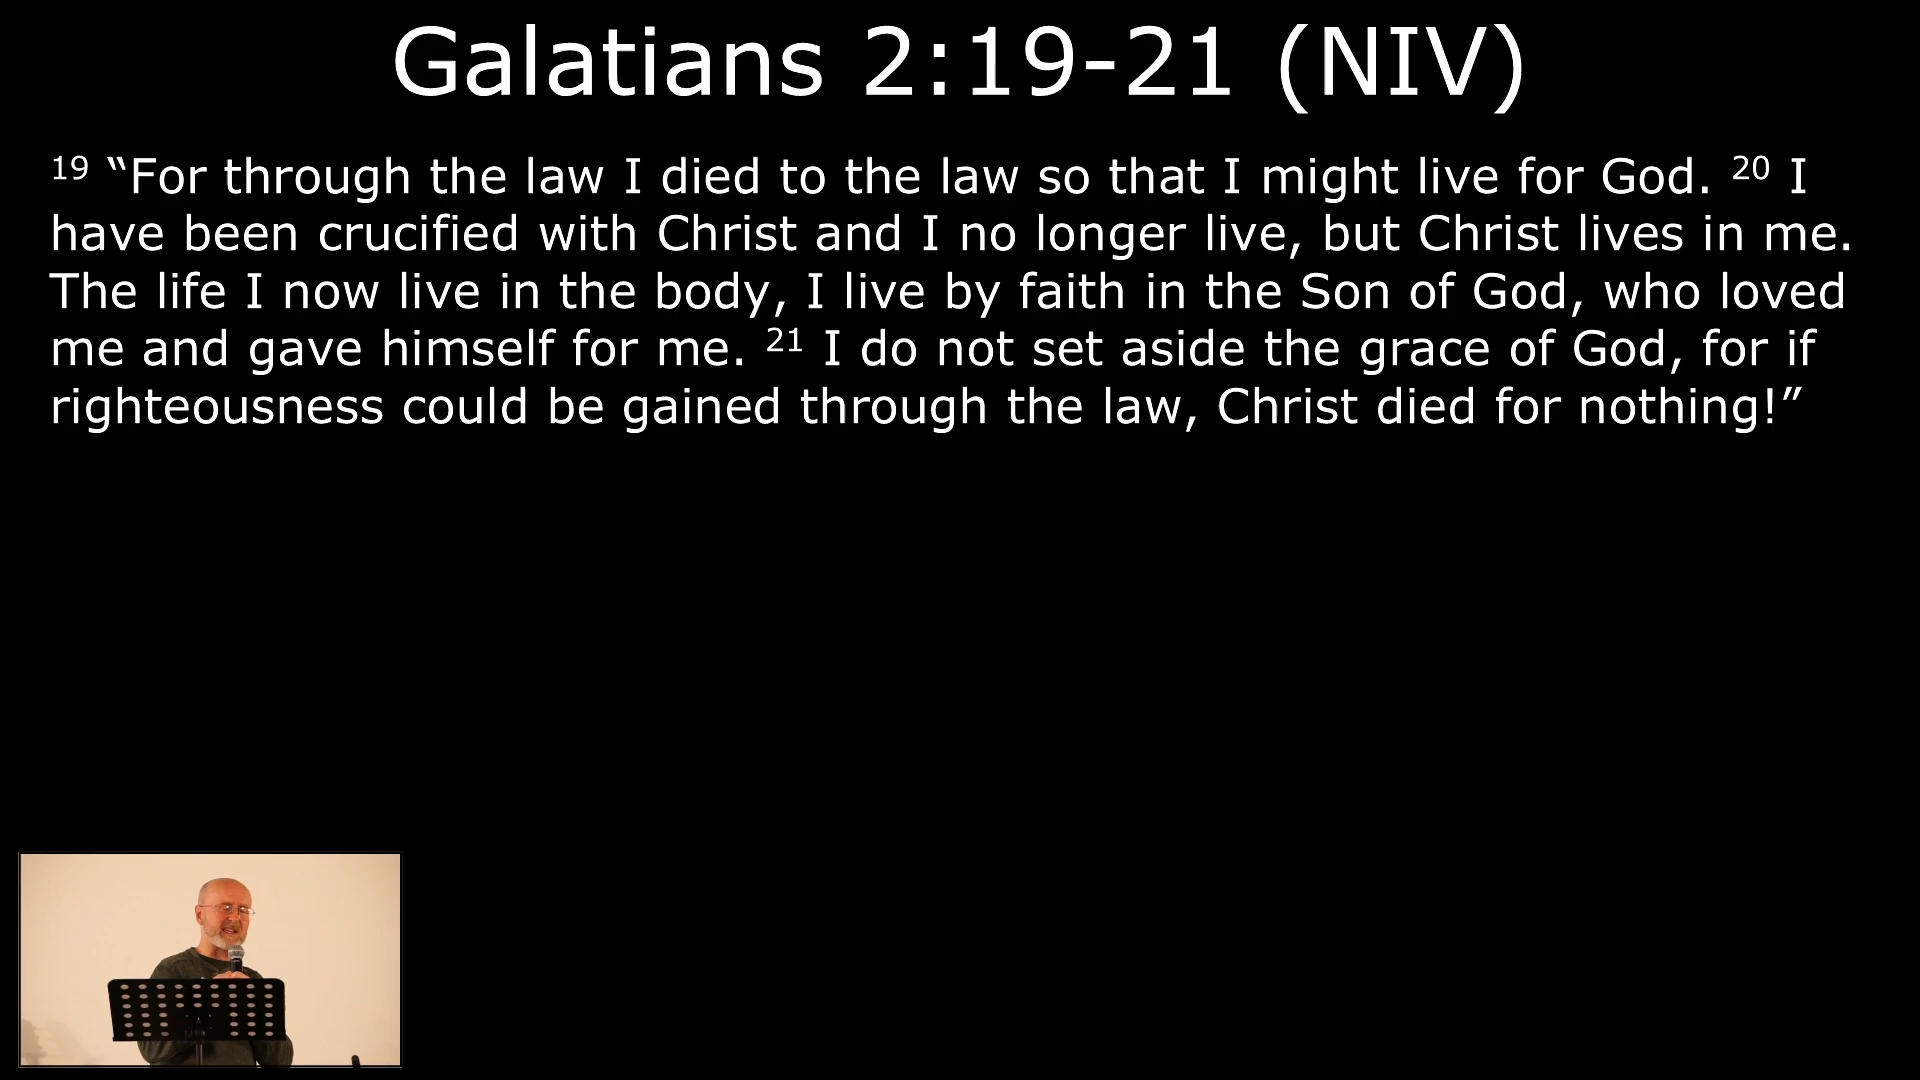 Galatians 2:19-21 (NIV)
19 “For through the law I died to the law so that I might live for God. 20 I
have been crucified with Christ and I no longer live, but Christ lives in me.
The life I now live in the body, I live by faith in the Son of God, who loved
me and gave himself for me. 21 I do not set aside the grace of God, for if
righteousness could be gained through the law, Christ died for nothing!”